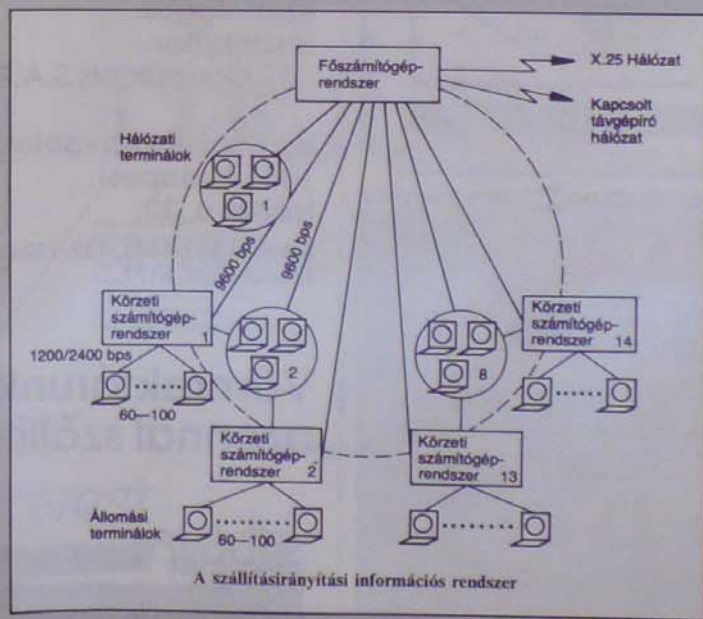 Főszámítógép-
rendszer
X.25 Hálózat
Kapcsolt
távgépíró
hálózat
Hálózati
terminálok
1
9600 bps
9600 bps
Körzeti
számítógép-
rendszer 1
2
8
Körzeti
számítógép-
rendszer 14
1200/2400 bps
60—100
Körzeti
számítógép-
rendszer 2
Körzeti
számítógép-
rendszer 13
Állomási
terminálok
60—100
A szállításirányítási információs rendszer